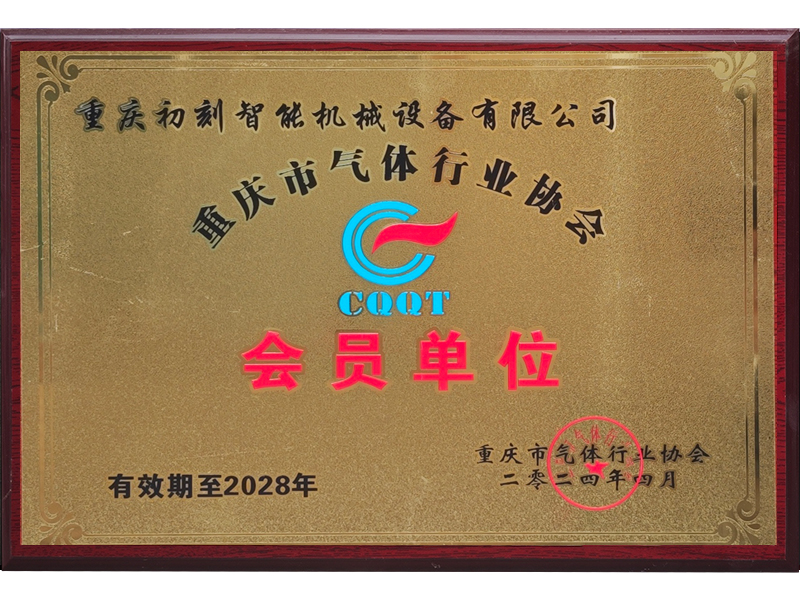 重庆初刻智能机械设备有限公司
重庆市气体行业协会
CQQT
会员单位
重庆市气体行业协会
有效期至2028年
二零二四年四月